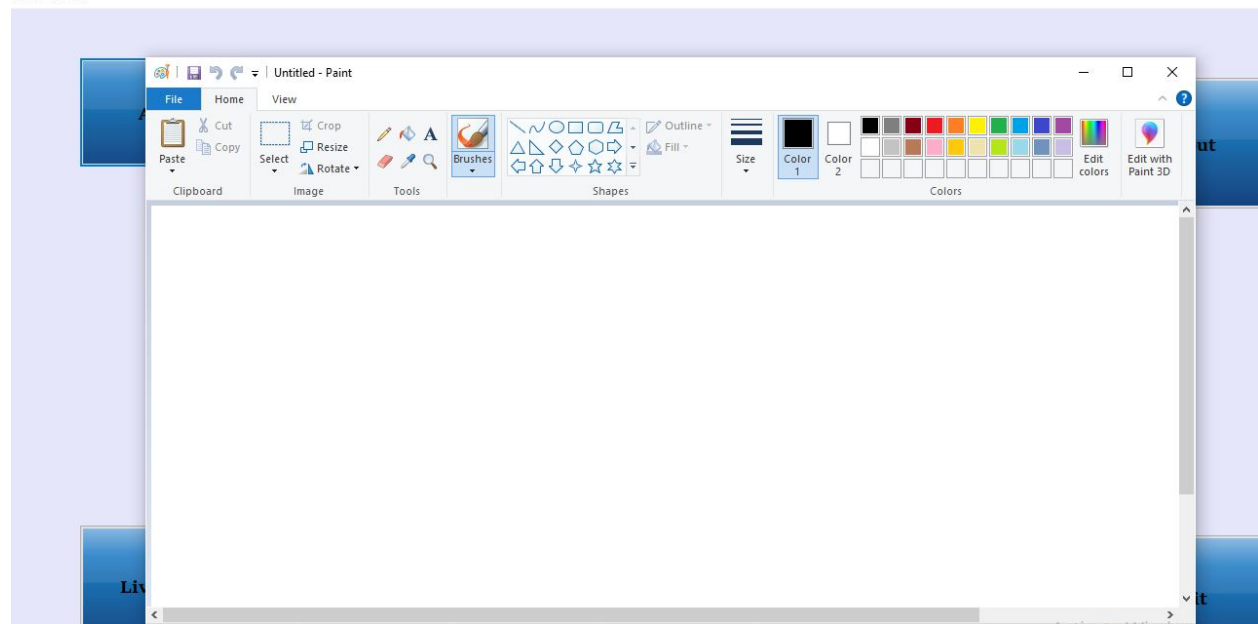 Untitled - Paint
File Home View
Cut
Copy
Paste
Clipboard
Select
Crop
Resize
Rotate
Image
A
Tools
Brushes
Outline
Fill
Shapes
Size
Color 1
Color 2
Edit colors
Colors
Edit with Paint 3D
ut
Liv
it